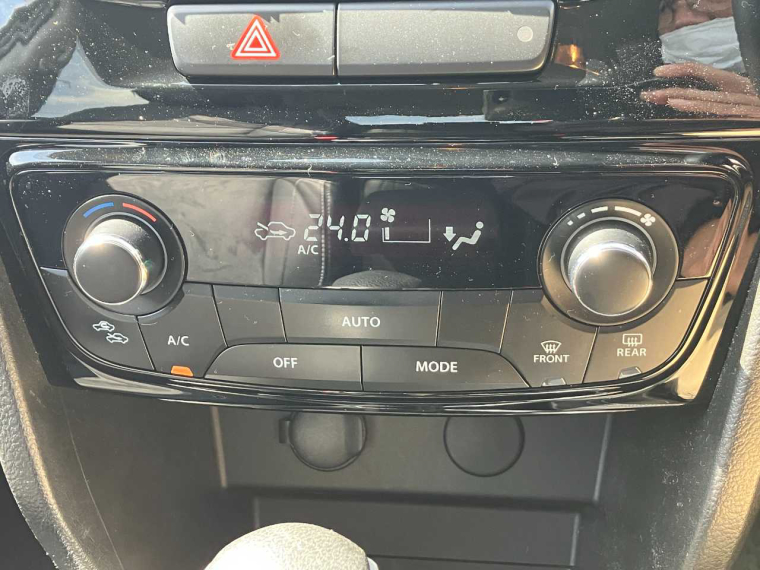 24.0
A/C
A/C
AUTO
OFF
MODE
FRONT
REAR